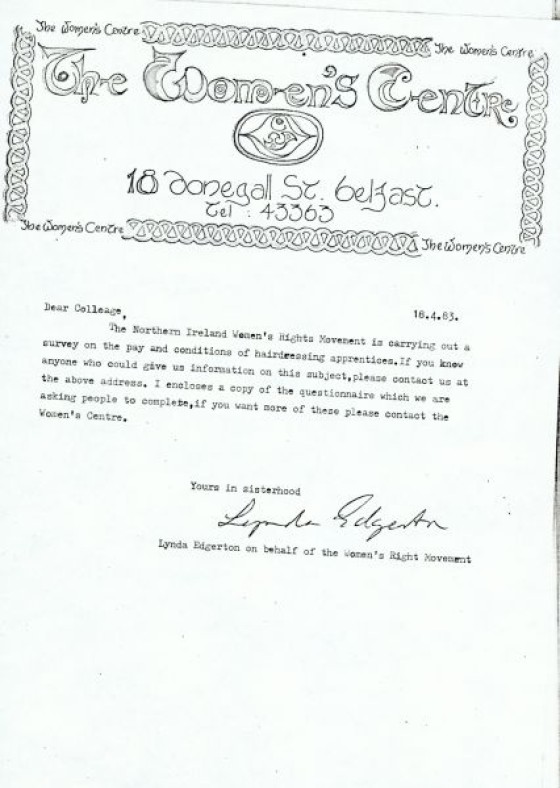 The Women's Centre
The Women's Centre
The Women's Centre
18 Donegall St. belfast.
tel : 43363
The Women's Centre
The Women's Centre
Dear Colleage,
18.4.83.
The Northern Ireland Women's Rights Movement is carrying out a
survey on the pay and conditions of hairdessing apprentices.If you know
anyone who could give us information on this subject,please contact us at
the above address. I encloses a copy of the questionnaire which we are
asking people to complete,if you want more of these please contact the
Women's Centre.
Yours in sisterhood
Lynda Edgerton
Lynda Edgerton on behalf of the Women's Right Movement